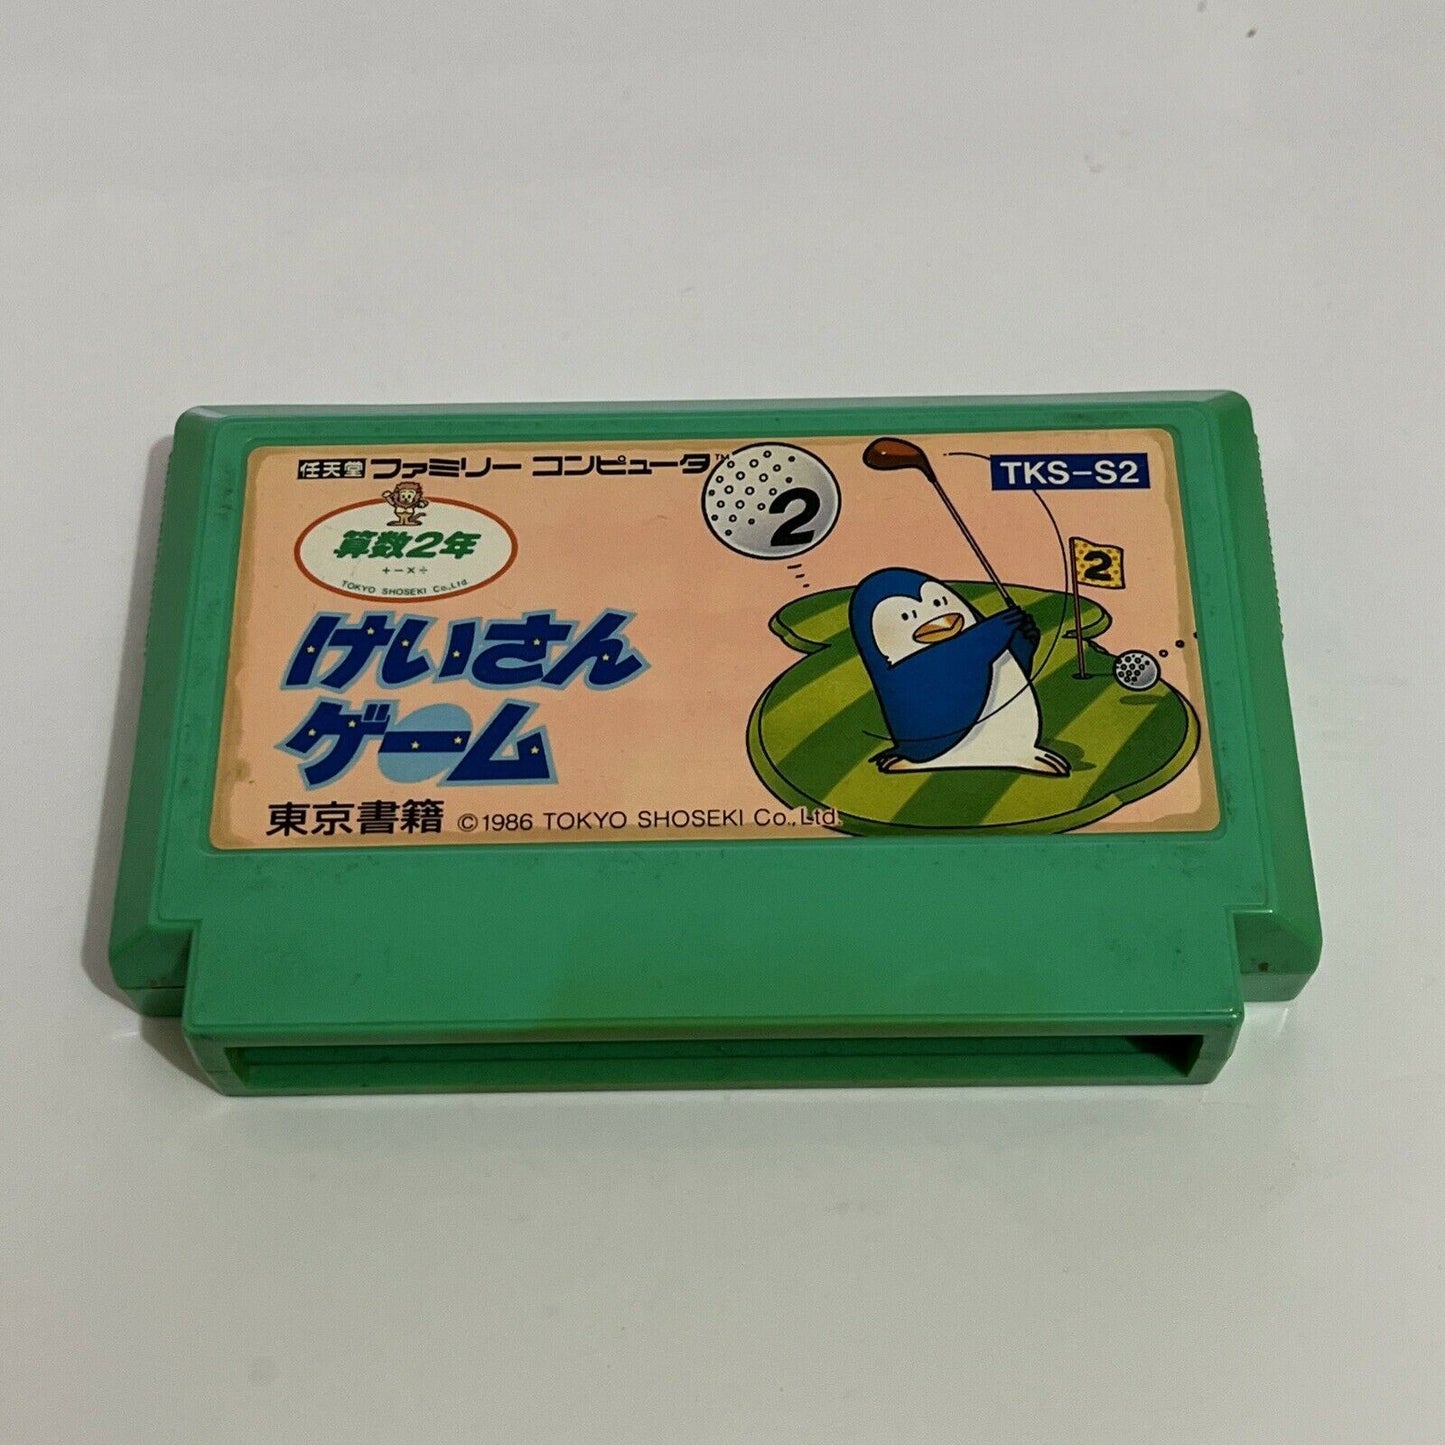 任天堂 ファミリー コンピュータ™
TKS-S2
2
2
算数2年
+−×÷
TOKYO SHOSEKI Co.,Ltd
けいさん
ゲーム
東京書籍 ©1986 TOKYO SHOSEKI Co.,Ltd.